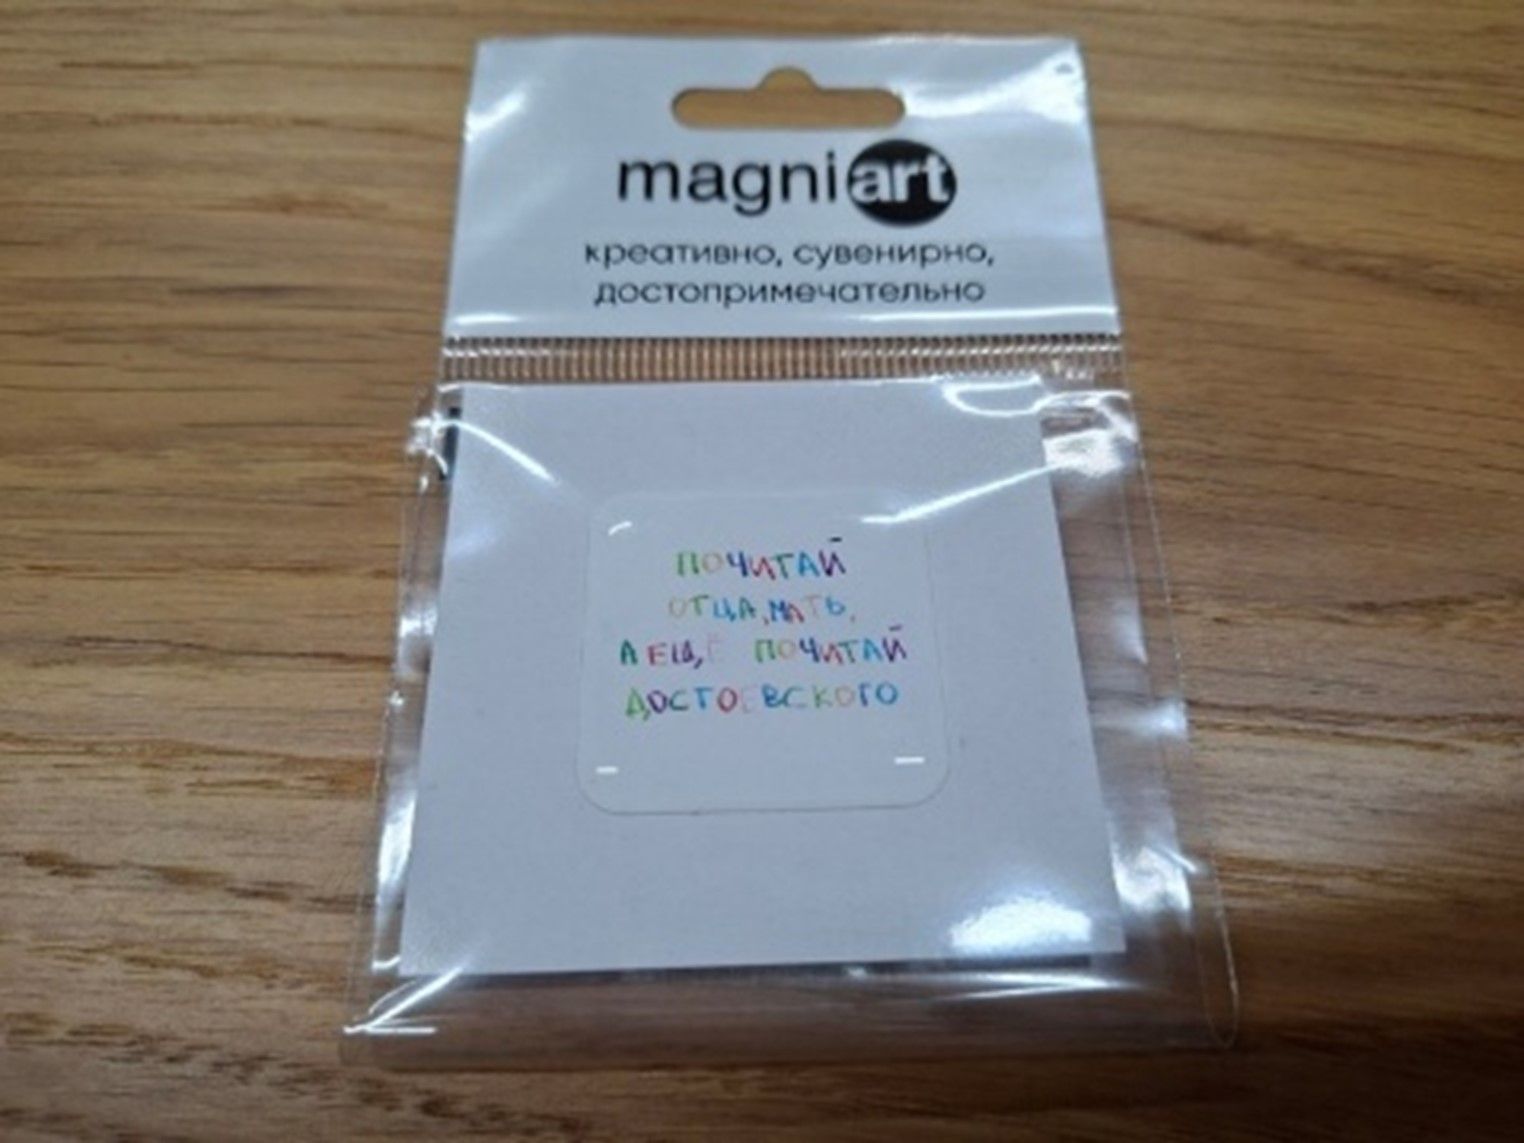 magniart
креативно, сувенирно,
достопримечательно
ПОЧИТАЙ
ОТЦА, МАТЬ,
А ЕЩЁ ПОЧИТАЙ
ДОСТОЕВСКОГО